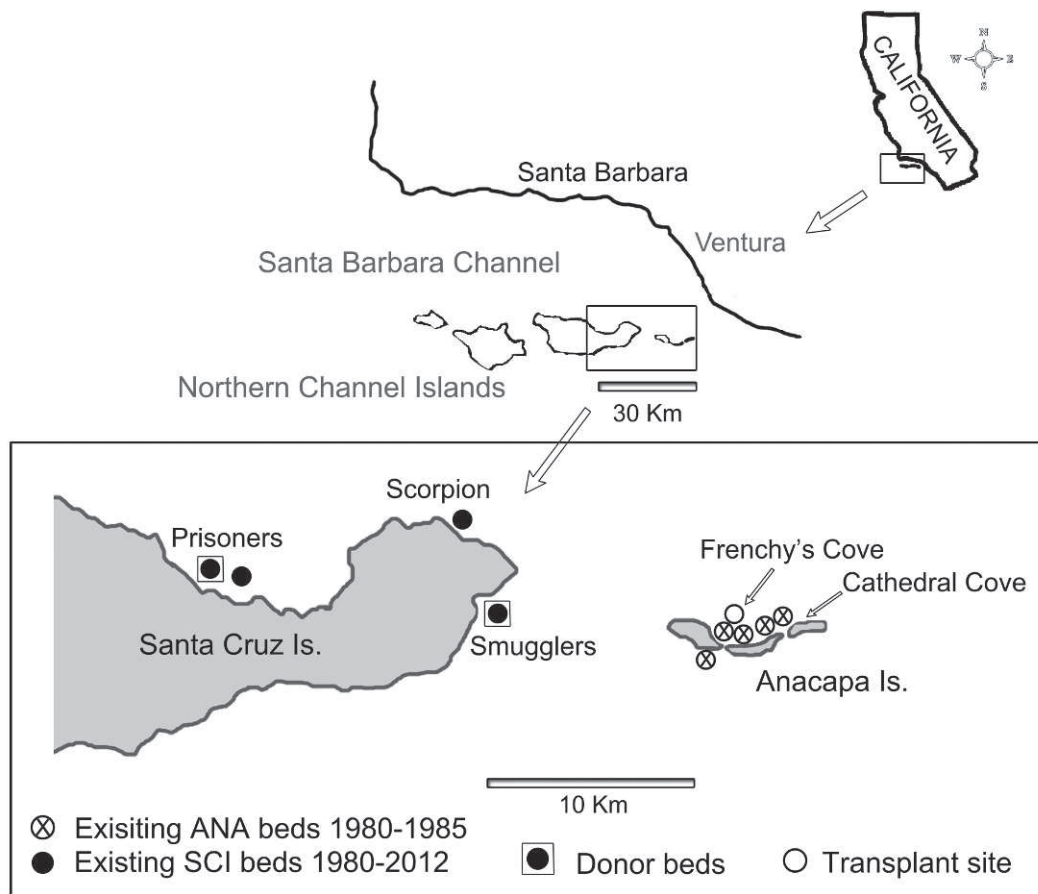 CALIFORNIA
N
W
E
S
Santa Barbara
Ventura
Santa Barbara Channel
Northern Channel Islands
30 Km
Scorpion
Prisoners
Frenchy's Cove
Cathedral Cove
Santa Cruz Is.
Smugglers
Anacapa Is.
10 Km
Exisiting ANA beds 1980-1985
Existing SCI beds 1980-2012
Donor beds
Transplant site